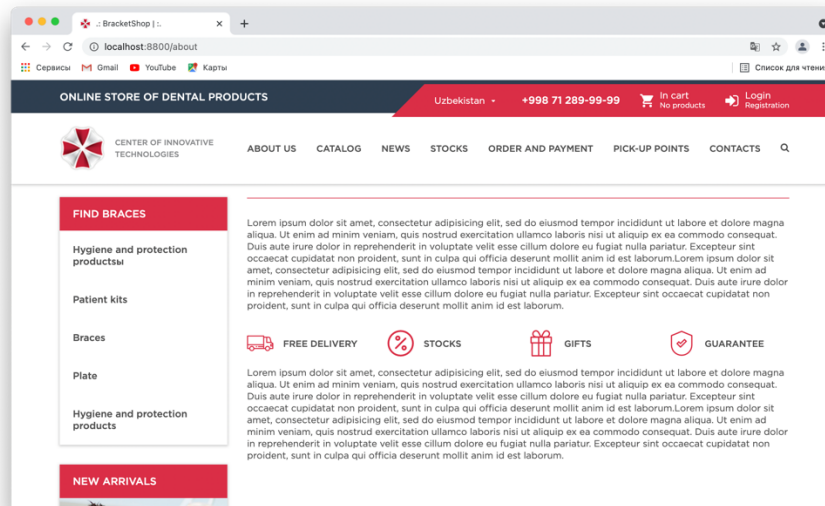 .: BracketShop | :.
localhost:8800/about
Сервисы Gmail YouTube Карты
Список для чтения
ONLINE STORE OF DENTAL PRODUCTS
Uzbekistan
+998 71 289-99-99
In cart
No products
Login
Registration
CENTER OF INNOVATIVE
TECHNOLOGIES
ABOUT US CATALOG NEWS STOCKS ORDER AND PAYMENT PICK-UP POINTS CONTACTS
FIND BRACES
Hygiene and protection
productsы
Patient kits
Braces
Plate
Hygiene and protection
products
NEW ARRIVALS
Lorem ipsum dolor sit amet, consectetur adipisicing elit, sed do eiusmod tempor incididunt ut labore et dolore magna
aliqua. Ut enim ad minim veniam, quis nostrud exercitation ullamco laboris nisi ut aliquip ex ea commodo consequat.
Duis aute irure dolor in reprehenderit in voluptate velit esse cillum dolore eu fugiat nulla pariatur. Excepteur sint
occaecat cupidatat non proident, sunt in culpa qui officia deserunt mollit anim id est laborum.Lorem ipsum dolor sit
amet, consectetur adipisicing elit, sed do eiusmod tempor incididunt ut labore et dolore magna aliqua. Ut enim ad
minim veniam, quis nostrud exercitation ullamco laboris nisi ut aliquip ex ea commodo consequat. Duis aute irure dolor
in reprehenderit in voluptate velit esse cillum dolore eu fugiat nulla pariatur. Excepteur sint occaecat cupidatat non
proident, sunt in culpa qui officia deserunt mollit anim id est laborum.
FREE DELIVERY STOCKS GIFTS GUARANTEE
Lorem ipsum dolor sit amet, consectetur adipisicing elit, sed do eiusmod tempor incididunt ut labore et dolore magna
aliqua. Ut enim ad minim veniam, quis nostrud exercitation ullamco laboris nisi ut aliquip ex ea commodo consequat.
Duis aute irure dolor in reprehenderit in voluptate velit esse cillum dolore eu fugiat nulla pariatur. Excepteur sint
occaecat cupidatat non proident, sunt in culpa qui officia deserunt mollit anim id est laborum.Lorem ipsum dolor sit
amet, consectetur adipisicing elit, sed do eiusmod tempor incididunt ut labore et dolore magna aliqua. Ut enim ad
minim veniam, quis nostrud exercitation ullamco laboris nisi ut aliquip ex ea commodo consequat. Duis aute irure dolor
in reprehenderit in voluptate velit esse cillum dolore eu fugiat nulla pariatur. Excepteur sint occaecat cupidatat non
proident, sunt in culpa qui officia deserunt mollit anim id est laborum.